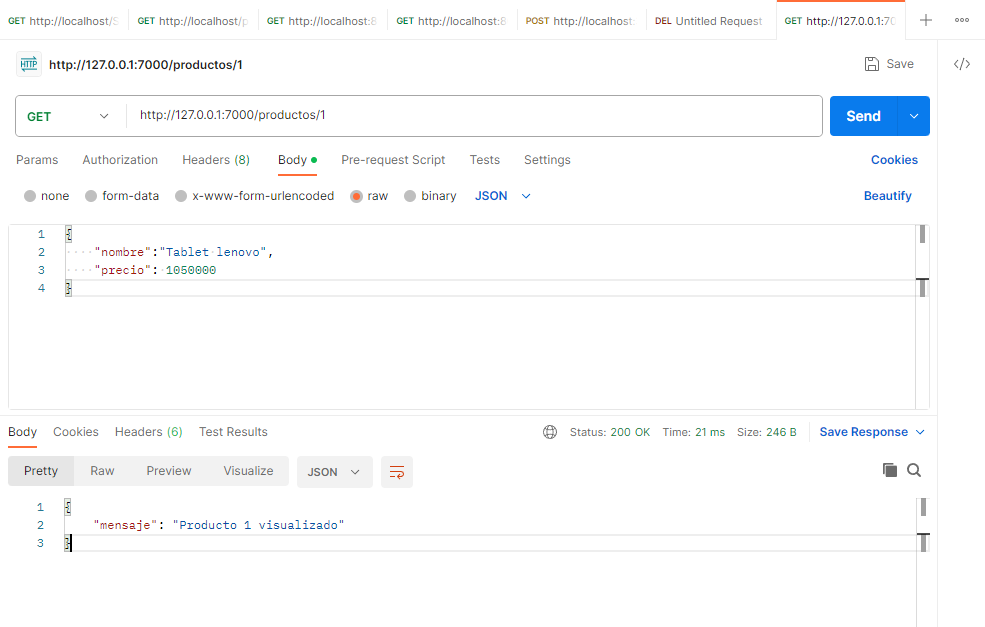 GET http://localhost/S GET http://localhost/p GET http://localhost:8 GET http://localhost:8 POST http://localhost: DEL Untitled Request GET http://127.0.0.1:70
HTTP http://127.0.0.1:7000/productos/1 Save </>
GET http://127.0.0.1:7000/productos/1 Send
Params Authorization Headers (8) Body Pre-request Script Tests Settings Cookies
none form-data x-www-form-urlencoded raw binary JSON Beautify
1 {
2 "nombre":"Tablet lenovo",
3 "precio": 1050000
4 }
Body Cookies Headers (6) Test Results Status: 200 OK Time: 21 ms Size: 246 B Save Response
Pretty Raw Preview Visualize JSON
1 {
2 "mensaje": "Producto 1 visualizado"
3 }